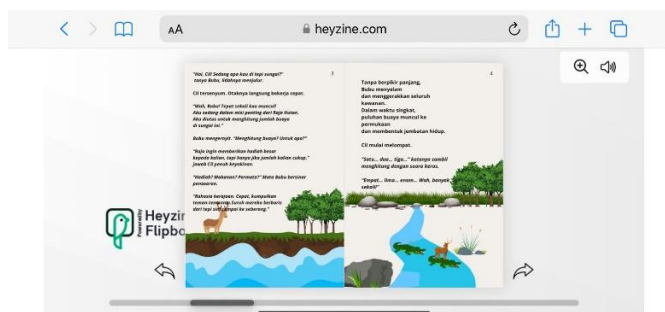 AA
heyzine.com
3
"Hai, Cil! Sedang apa kau di tepi sungai?"
tanya Bubu, lidahnya menjulur.
Cil tersenyum. Otaknya langsung bekerja cepat.
"Wah, Bubu! Tepat sekali kau muncul!
Aku sedang dalam misi penting dari Raja Hutan.
Aku diutus untuk menghitung jumlah buaya
di sungai ini."
Bubu mengernyit. "Menghitung buaya? Untuk apa?"
"Raja ingin memberikan hadiah besar
kepada kalian, tapi hanya jika jumlah kalian cukup."
jawab Cil penuh keyakinan.
"Hadiah? Makanan? Permata?" Mata Bubu bersinar
penasaran.
"Rahasia kerajaan. Cepat, kumpulkan
suruh mereka berbaris
dari tepi sini sampai ke seberang."
4
Tanpa berpikir panjang,
Bubu menyelam
dan menggerakkan seluruh
kawanan.
Dalam waktu singkat,
puluhan buaya muncul ke
permukaan
dan membentuk jembatan hidup.
Cil mulai melompat.
"Satu... dua... tiga..." katanya sambil
menghitung dengan suara keras.
"Empat... lima... enam... Wah, banyak
sekali!"
Heyzin
Flipbo